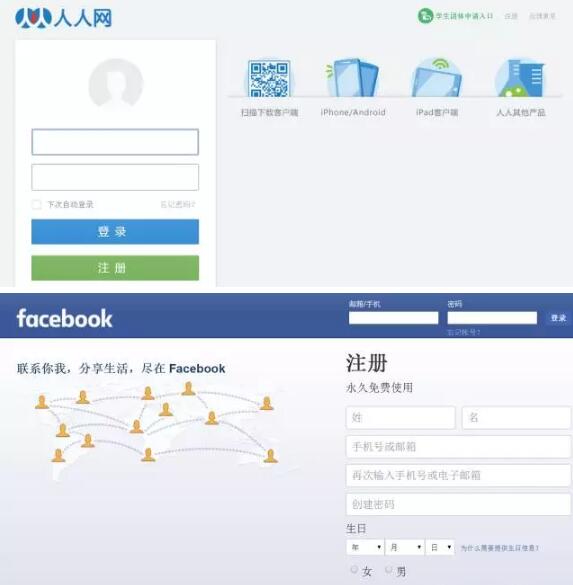 人人网
学生团体申请入口 注册 反馈意见
扫描下载客户端 iPhone/Android iPad客户端 人人其他产品
下次自动登录 忘记密码?
登录
注册
facebook
邮箱/手机 密码
登录
忘记帐号?
联系你我,分享生活,尽在 Facebook
注册
永久免费使用
姓 名
手机号或邮箱
再次输入手机号或电子邮箱
创建密码
生日
年 月 日 为什么需要提供生日信息?
女 男